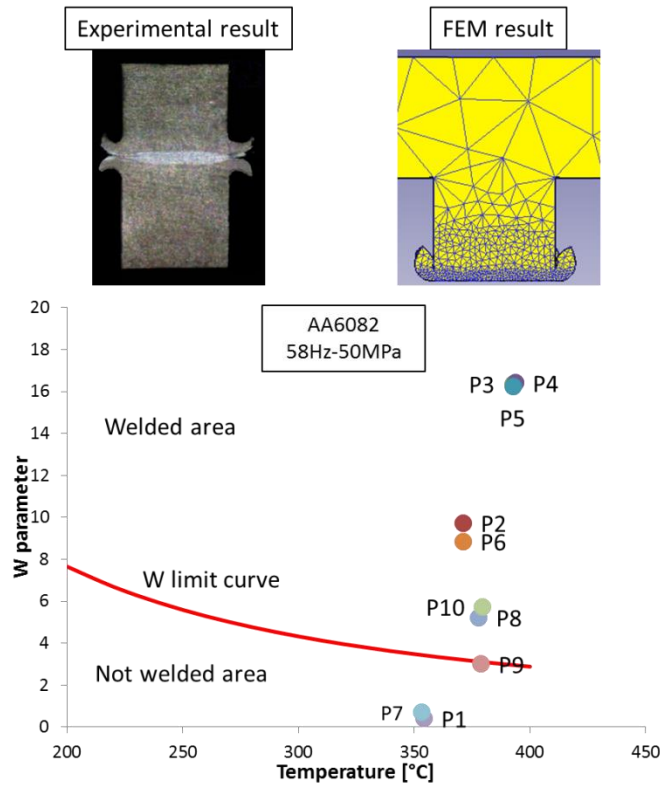 Experimental result
FEM result
20
18
16
14
12
10
8
6
4
2
0
W parameter
AA6082
58Hz-50MPa
P3
P4
P5
Welded area
P2
P6
W limit curve
P10
P8
P9
Not welded area
P7
P1
200
250
300
350
400
450
Temperature [°C]